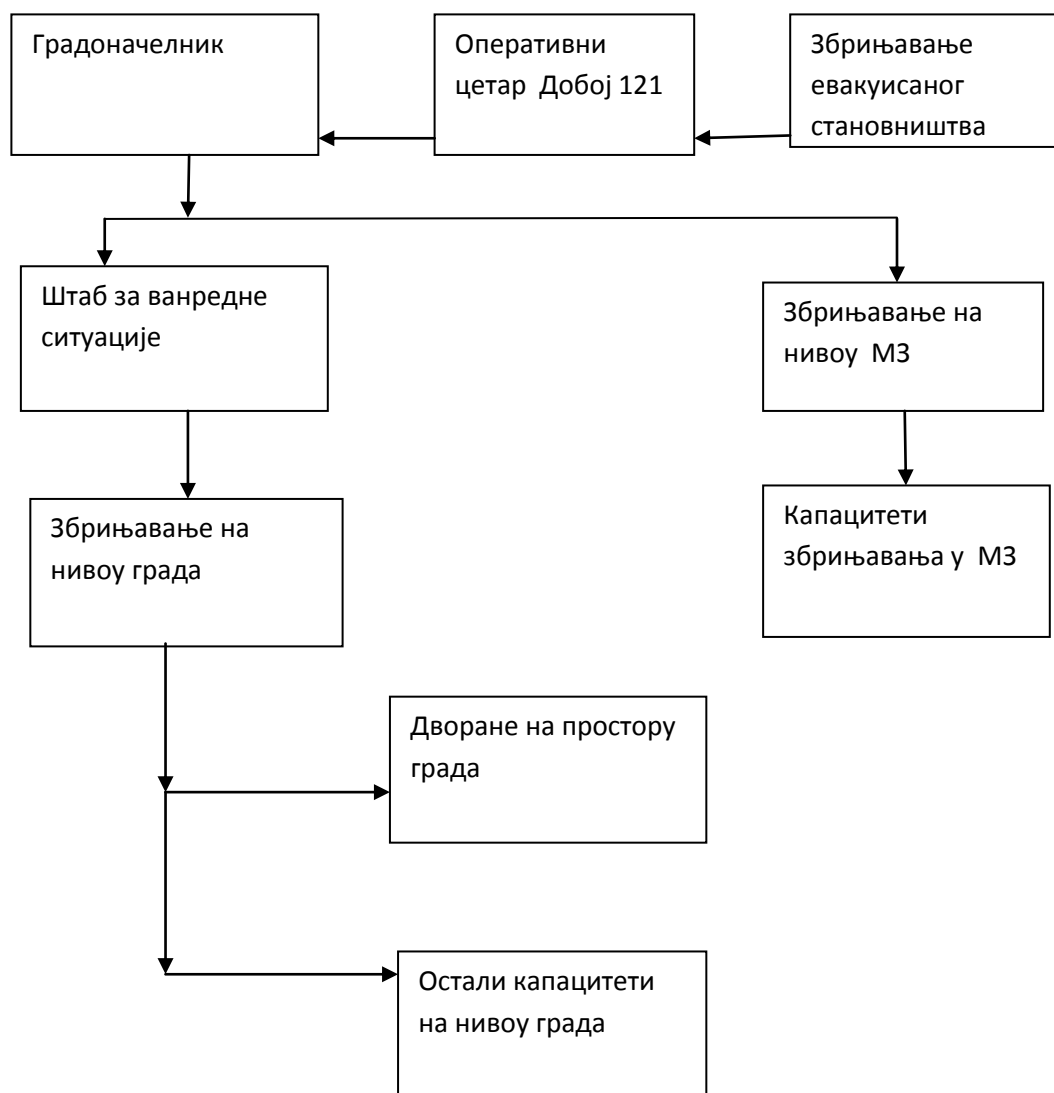 Градоначелник
Оперативни
цетар Добој 121
Збрињавање
евакуисаног
становништва
Штаб за ванредне
ситуације
Збрињавање на
нивоу МЗ
Збрињавање на
нивоу града
Капацитети
збрињавања у МЗ
Дворане на простору
града
Остали капацитети
на нивоу града